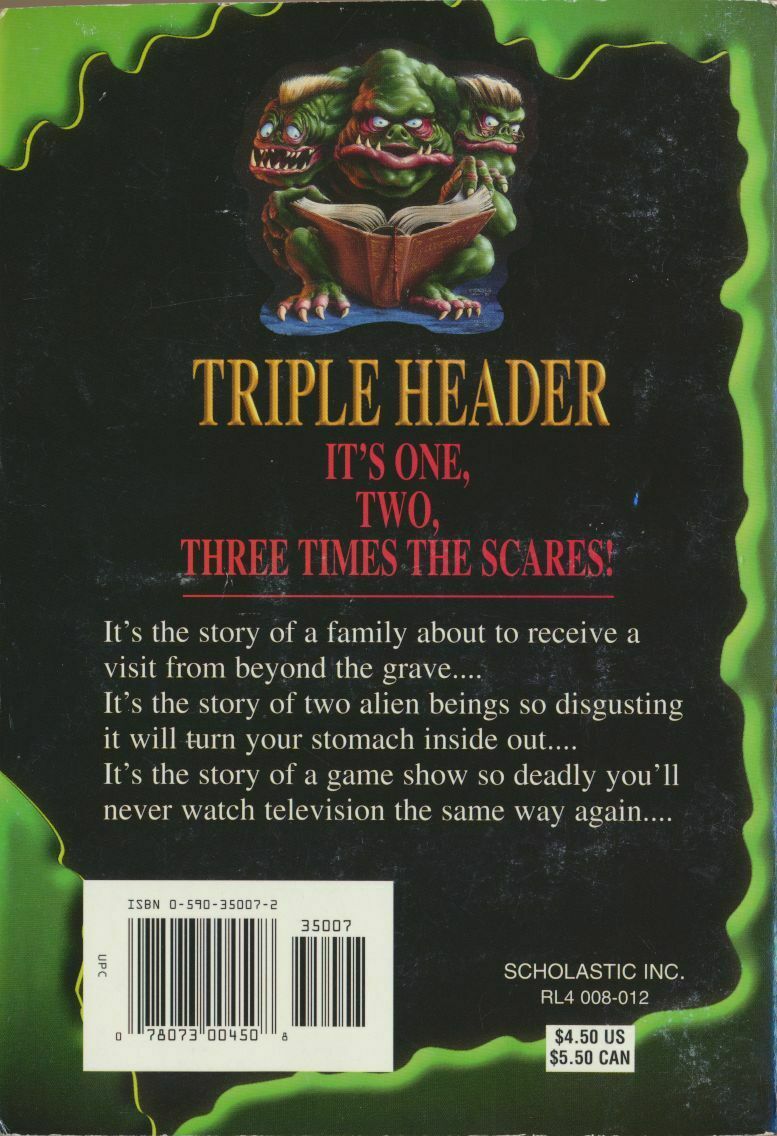 TRIPLE HEADER
IT'S ONE,
TWO,
THREE TIMES THE SCARES!
It's the story of a family about to receive a
visit from beyond the grave....
It's the story of two alien beings so disgusting
it will turn your stomach inside out....
It's the story of a game show so deadly you'll
never watch television the same way again....
ISBN 0-590-35007-2
35007
UPC
0 78073 00450 8
SCHOLASTIC INC.
RL4 008-012
$4.50 US
$5.50 CAN